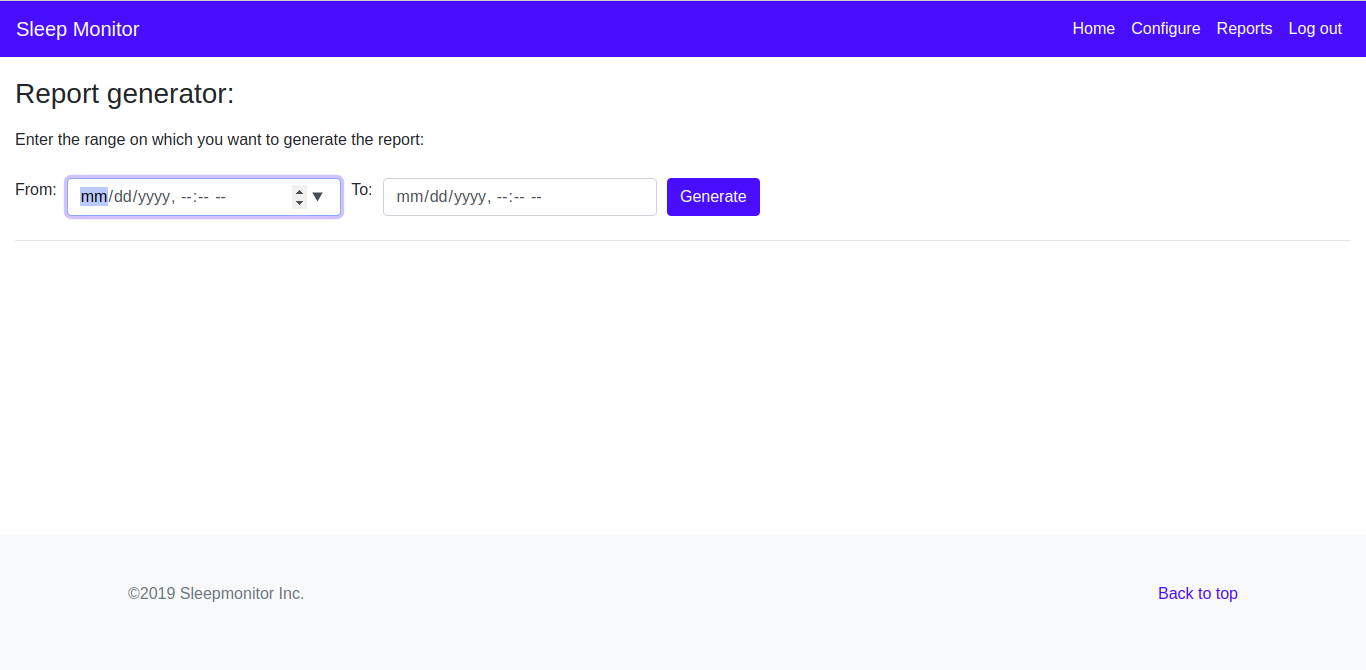 Sleep Monitor Home Configure Reports Log out
Report generator:
Enter the range on which you want to generate the report:
From: mm/dd/yyyy, --:-- -- To: mm/dd/yyyy, --:-- -- Generate
©2019 Sleepmonitor Inc. Back to top